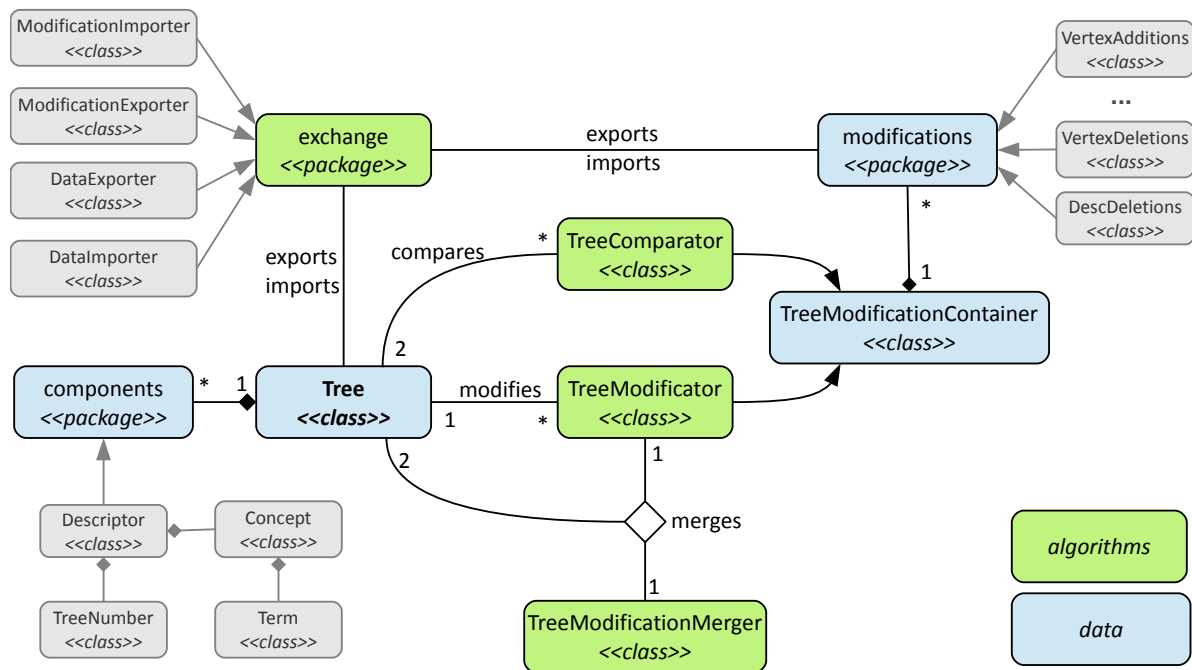 ModificationImporter
<<class>>
VertexAdditions
<<class>>
...
ModificationExporter
<<class>>
exchange
<<package>>
exports
imports
modifications
<<package>>
VertexDeletions
<<class>>
DataExporter
<<class>>
DescDeletions
<<class>>
*
DataImporter
<<class>>
exports
imports
compares
*
TreeComparator
<<class>>
1
TreeModificationContainer
<<class>>
2
components
<<package>>
*
1
Tree
<<class>>
modifies
1
*
TreeModificator
<<class>>
2
1
Descriptor
<<class>>
Concept
<<class>>
merges
algorithms
1
TreeNumber
<<class>>
Term
<<class>>
TreeModificationMerger
<<class>>
data